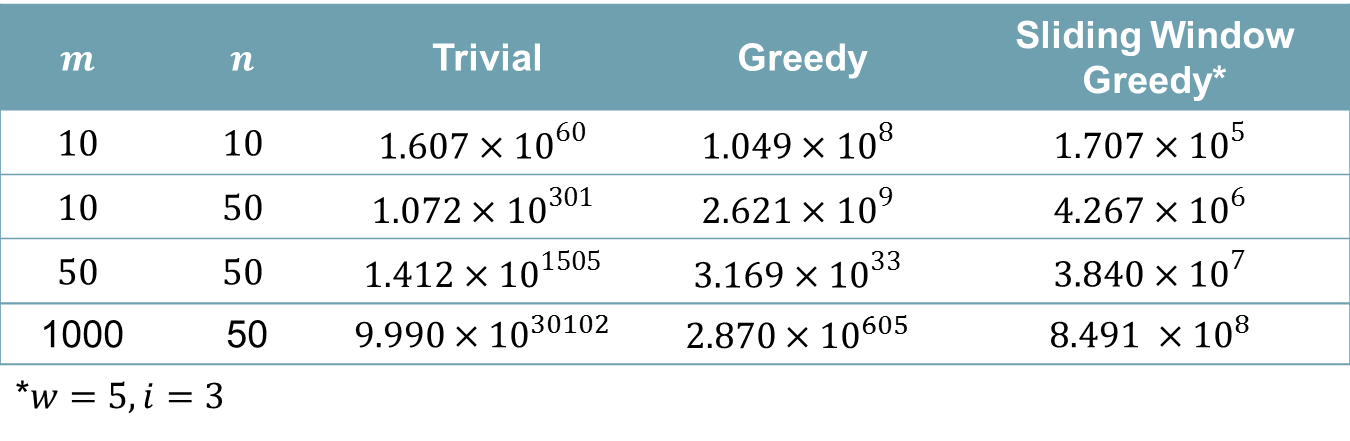 m n Trivial Greedy Sliding Window Greedy*
10 10 1.607 × 10^60 1.049 × 10^8 1.707 × 10^5
10 50 1.072 × 10^301 2.621 × 10^9 4.267 × 10^6
50 50 1.412 × 10^1505 3.169 × 10^33 3.840 × 10^7
1000 50 9.990 × 10^30102 2.870 × 10^605 8.491 × 10^8
*w = 5, i = 3